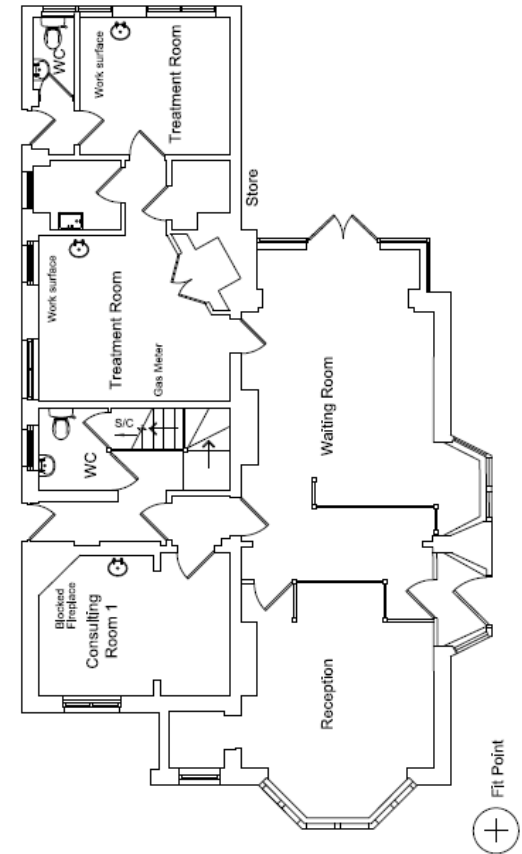 WC
Work surface
Treatment Room
Store
Work surface
Treatment Room
Gas Meter
S/C
WC
Waiting Room
Blocked
Fireplace
Consulting
Room 1
Reception
Fit Point